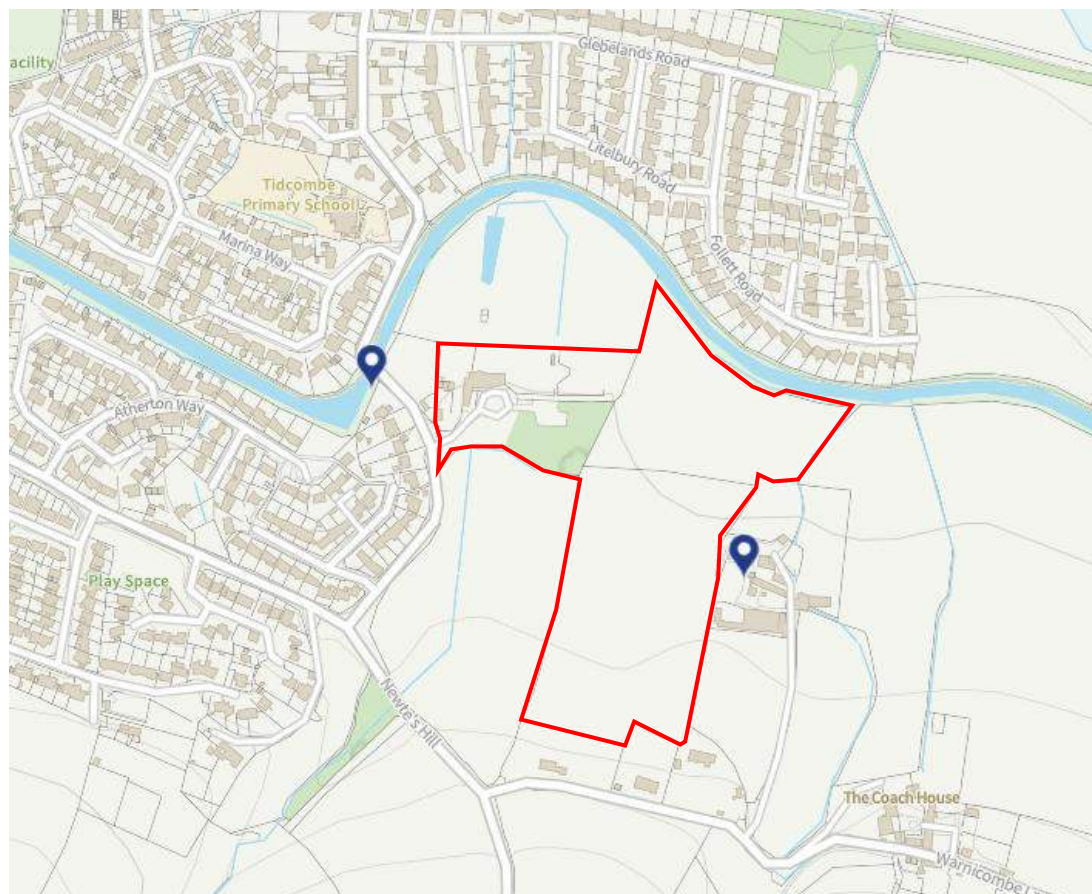 Glebelands Road
acility
Litelbury Road
Tidcombe
Primary School
Marina Way
Follett Road
Atherton Way
Play Space
Newte's Hill
The Coach House
Warnicombe L